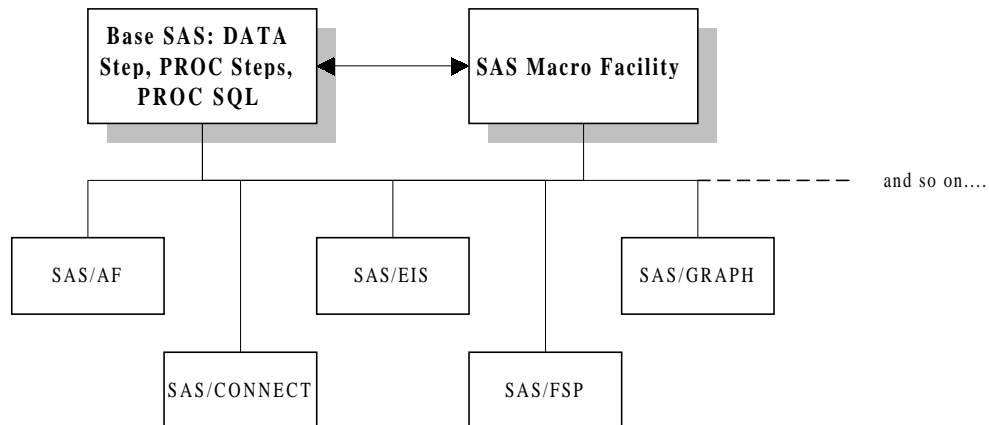 Base SAS: DATA
Step, PROC Steps,
PROC SQL
SAS Macro Facility
and so on....
SAS/AF
SAS/EIS
SAS/GRAPH
SAS/CONNECT
SAS/FSP